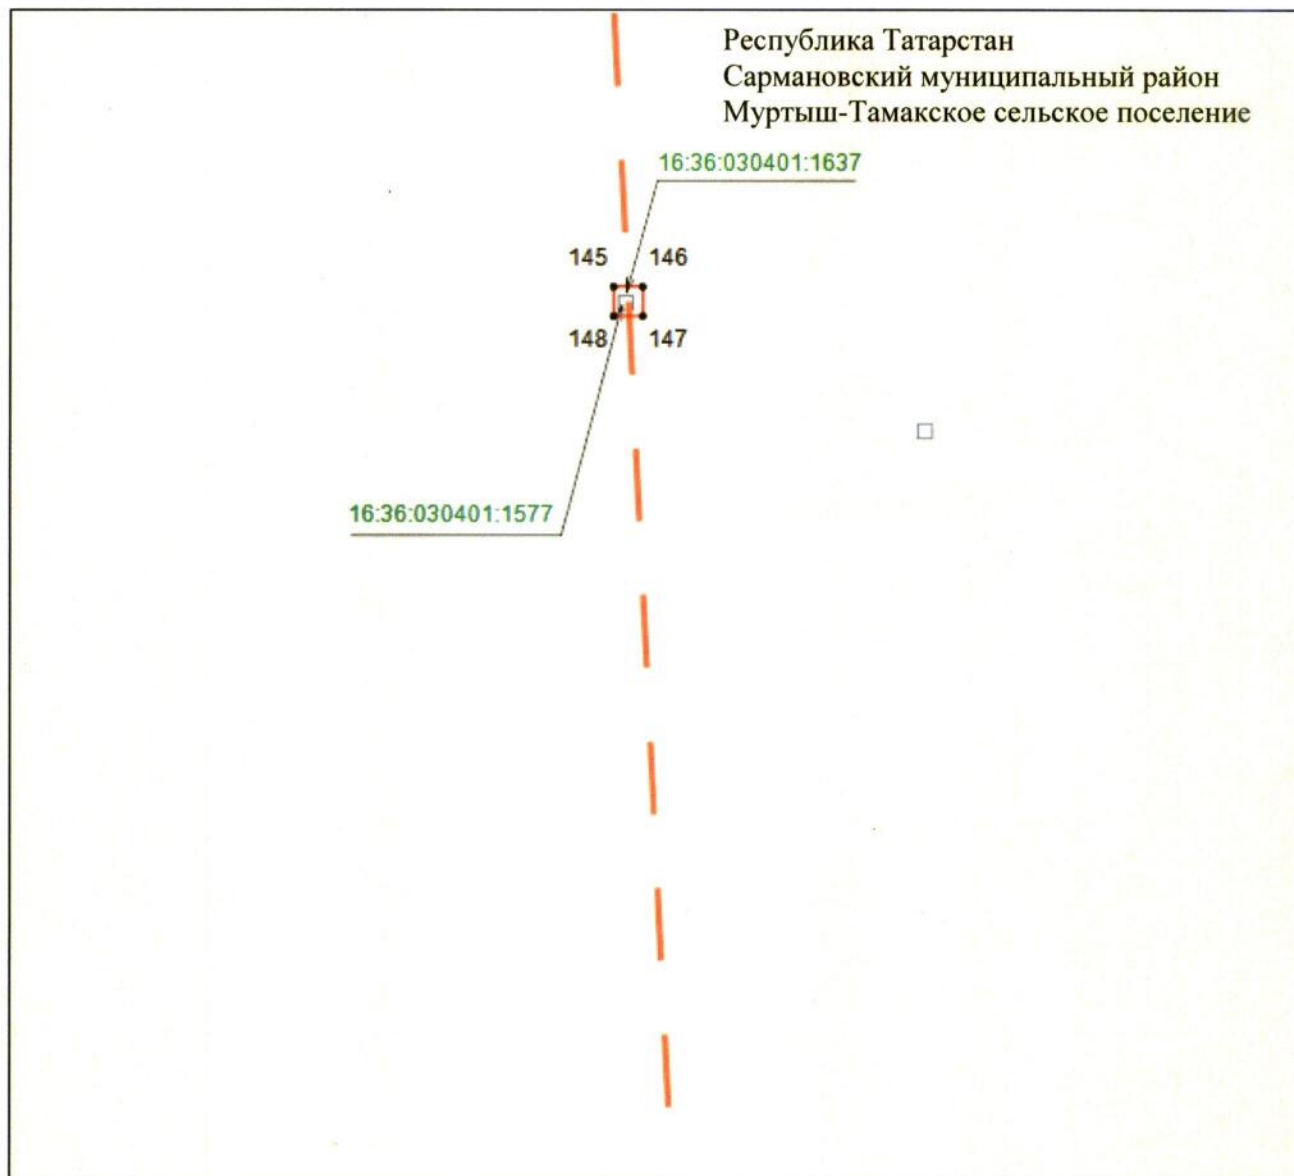 Республика Татарстан
Сармановский муниципальный район
Муртыш-Тамакское сельское поселение
16:36:030401:1637
145 146
148 147
16:36:030401:1577